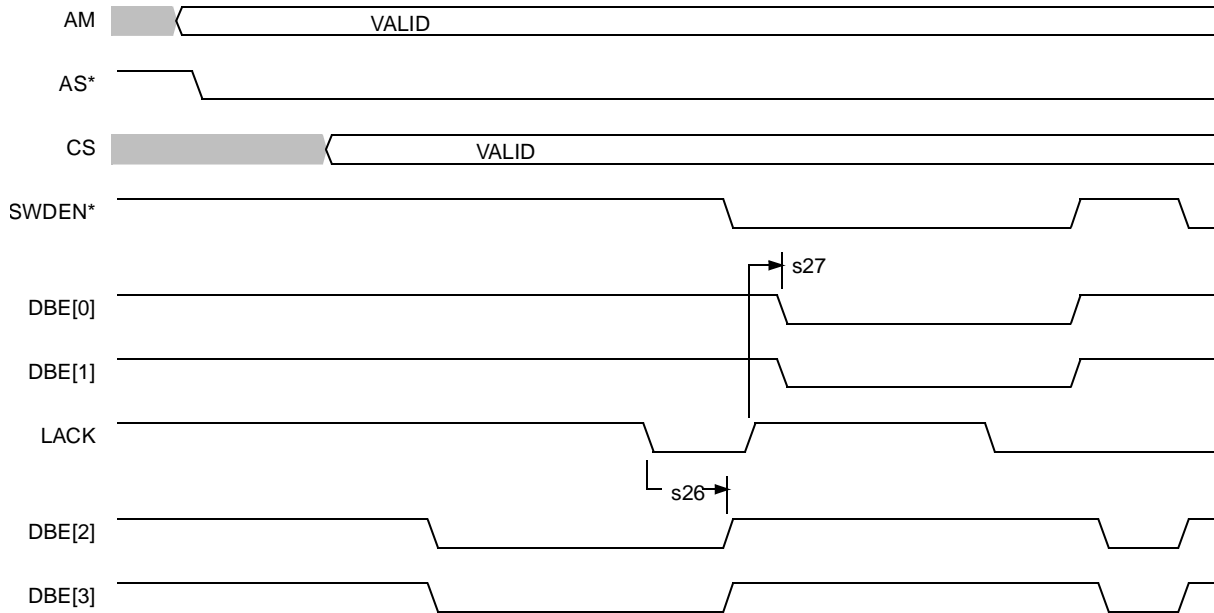 AM
VALID
AS*
CS
VALID
SWDEN*
s27
DBE[0]
DBE[1]
LACK
s26
DBE[2]
DBE[3]